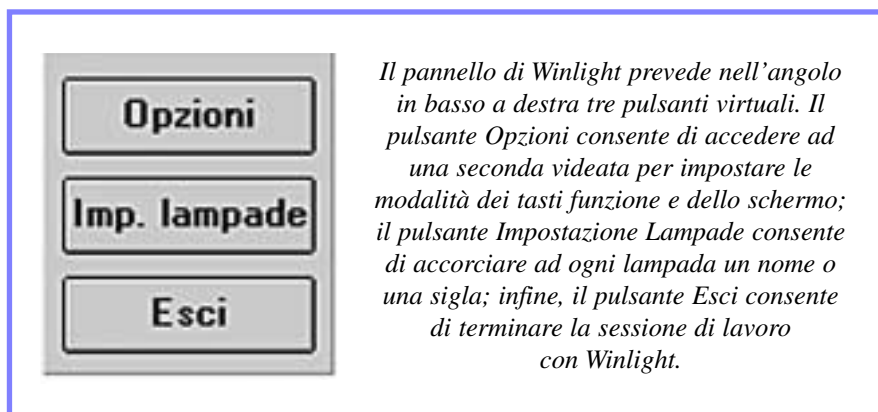 Opzioni
Imp. lampade
Esci
Il pannello di Winlight prevede nell'angolo
in basso a destra tre pulsanti virtuali. Il
pulsante Opzioni consente di accedere ad
una seconda videata per impostare le
modalità dei tasti funzione e dello schermo;
il pulsante Impostazione Lampade consente
di accorciare ad ogni lampada un nome o
una sigla; infine, il pulsante Esci consente
di terminare la sessione di lavoro
con Winlight.